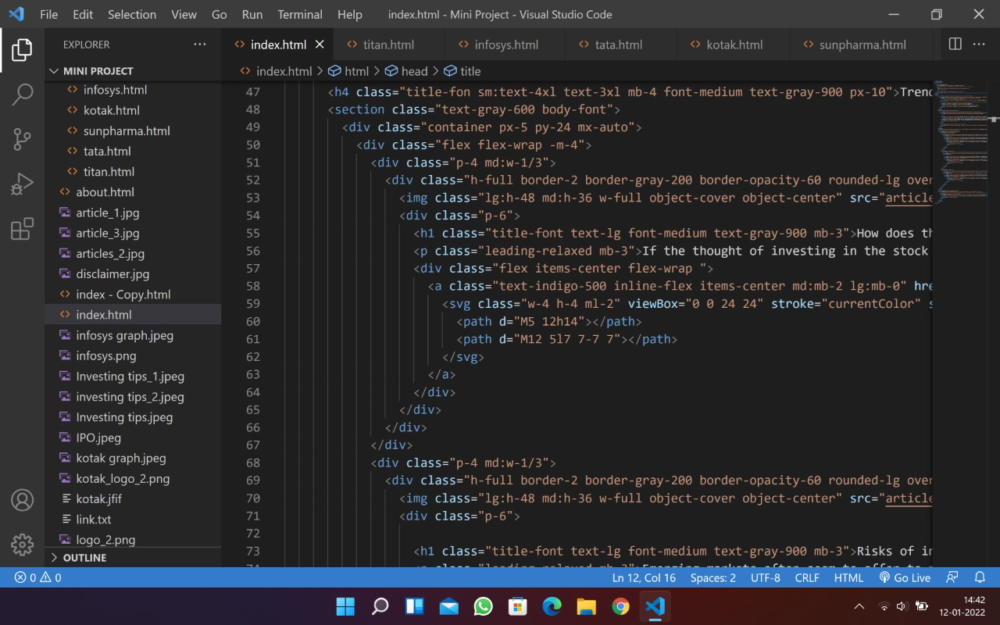 File Edit Selection View Go Run Terminal Help index.html - Mini Project - Visual Studio Code
EXPLORER
index.html titan.html infosys.html tata.html kotak.html sunpharma.html
MINI PROJECT
infosys.html
kotak.html
sunpharma.html
tata.html
titan.html
about.html
article_1.jpg
article_3.jpg
articles_2.jpg
disclaimer.jpg
index - Copy.html
index.html
infosys graph.jpeg
infosys.png
Investing tips_1.jpeg
investing tips_2.jpeg
Investing tips.jpeg
IPO.jpeg
kotak graph.jpeg
kotak_logo_2.png
kotak.jfif
link.txt
logo_2.png
OUTLINE
index.html > html > head > title
47 <h4 class="title-fon sm:text-4xl text-3xl mb-4 font-medium text-gray-900 px-10">Trend
48 <section class="text-gray-600 body-font">
49 <div class="container px-5 py-24 mx-auto">
50 <div class="flex flex-wrap -m-4">
51 <div class="p-4 md:w-1/3">
52 <div class="h-full border-2 border-gray-200 border-opacity-60 rounded-lg over
53 <img class="lg:h-48 md:h-36 w-full object-cover object-center" src="article
54 <div class="p-6">
55 <h1 class="title-font text-lg font-medium text-gray-900 mb-3">How does th
56 <p class="leading-relaxed mb-3">If the thought of investing in the stock
57 <div class="flex items-center flex-wrap ">
58 <a class="text-indigo-500 inline-flex items-center md:mb-2 lg:mb-0" hre
59 <svg class="w-4 h-4 ml-2" viewBox="0 0 24 24" stroke="currentColor" s
60 <path d="M5 12h14"></path>
61 <path d="M12 5l7 7-7 7"></path>
62 </svg>
63 </a>
64 </div>
65 </div>
66 </div>
67 </div>
68 <div class="p-4 md:w-1/3">
69 <div class="h-full border-2 border-gray-200 border-opacity-60 rounded-lg over
70 <img class="lg:h-48 md:h-36 w-full object-cover object-center" src="article
71 <div class="p-6">
72
73 <h1 class="title-font text-lg font-medium text-gray-900 mb-3">Risks of in
74 <p class="leading-relaxed mb-3">Emerging markets often seem to offer to
0 0 Ln 12, Col 16 Spaces: 2 UTF-8 CRLF HTML Go Live
14:42
12-01-2022